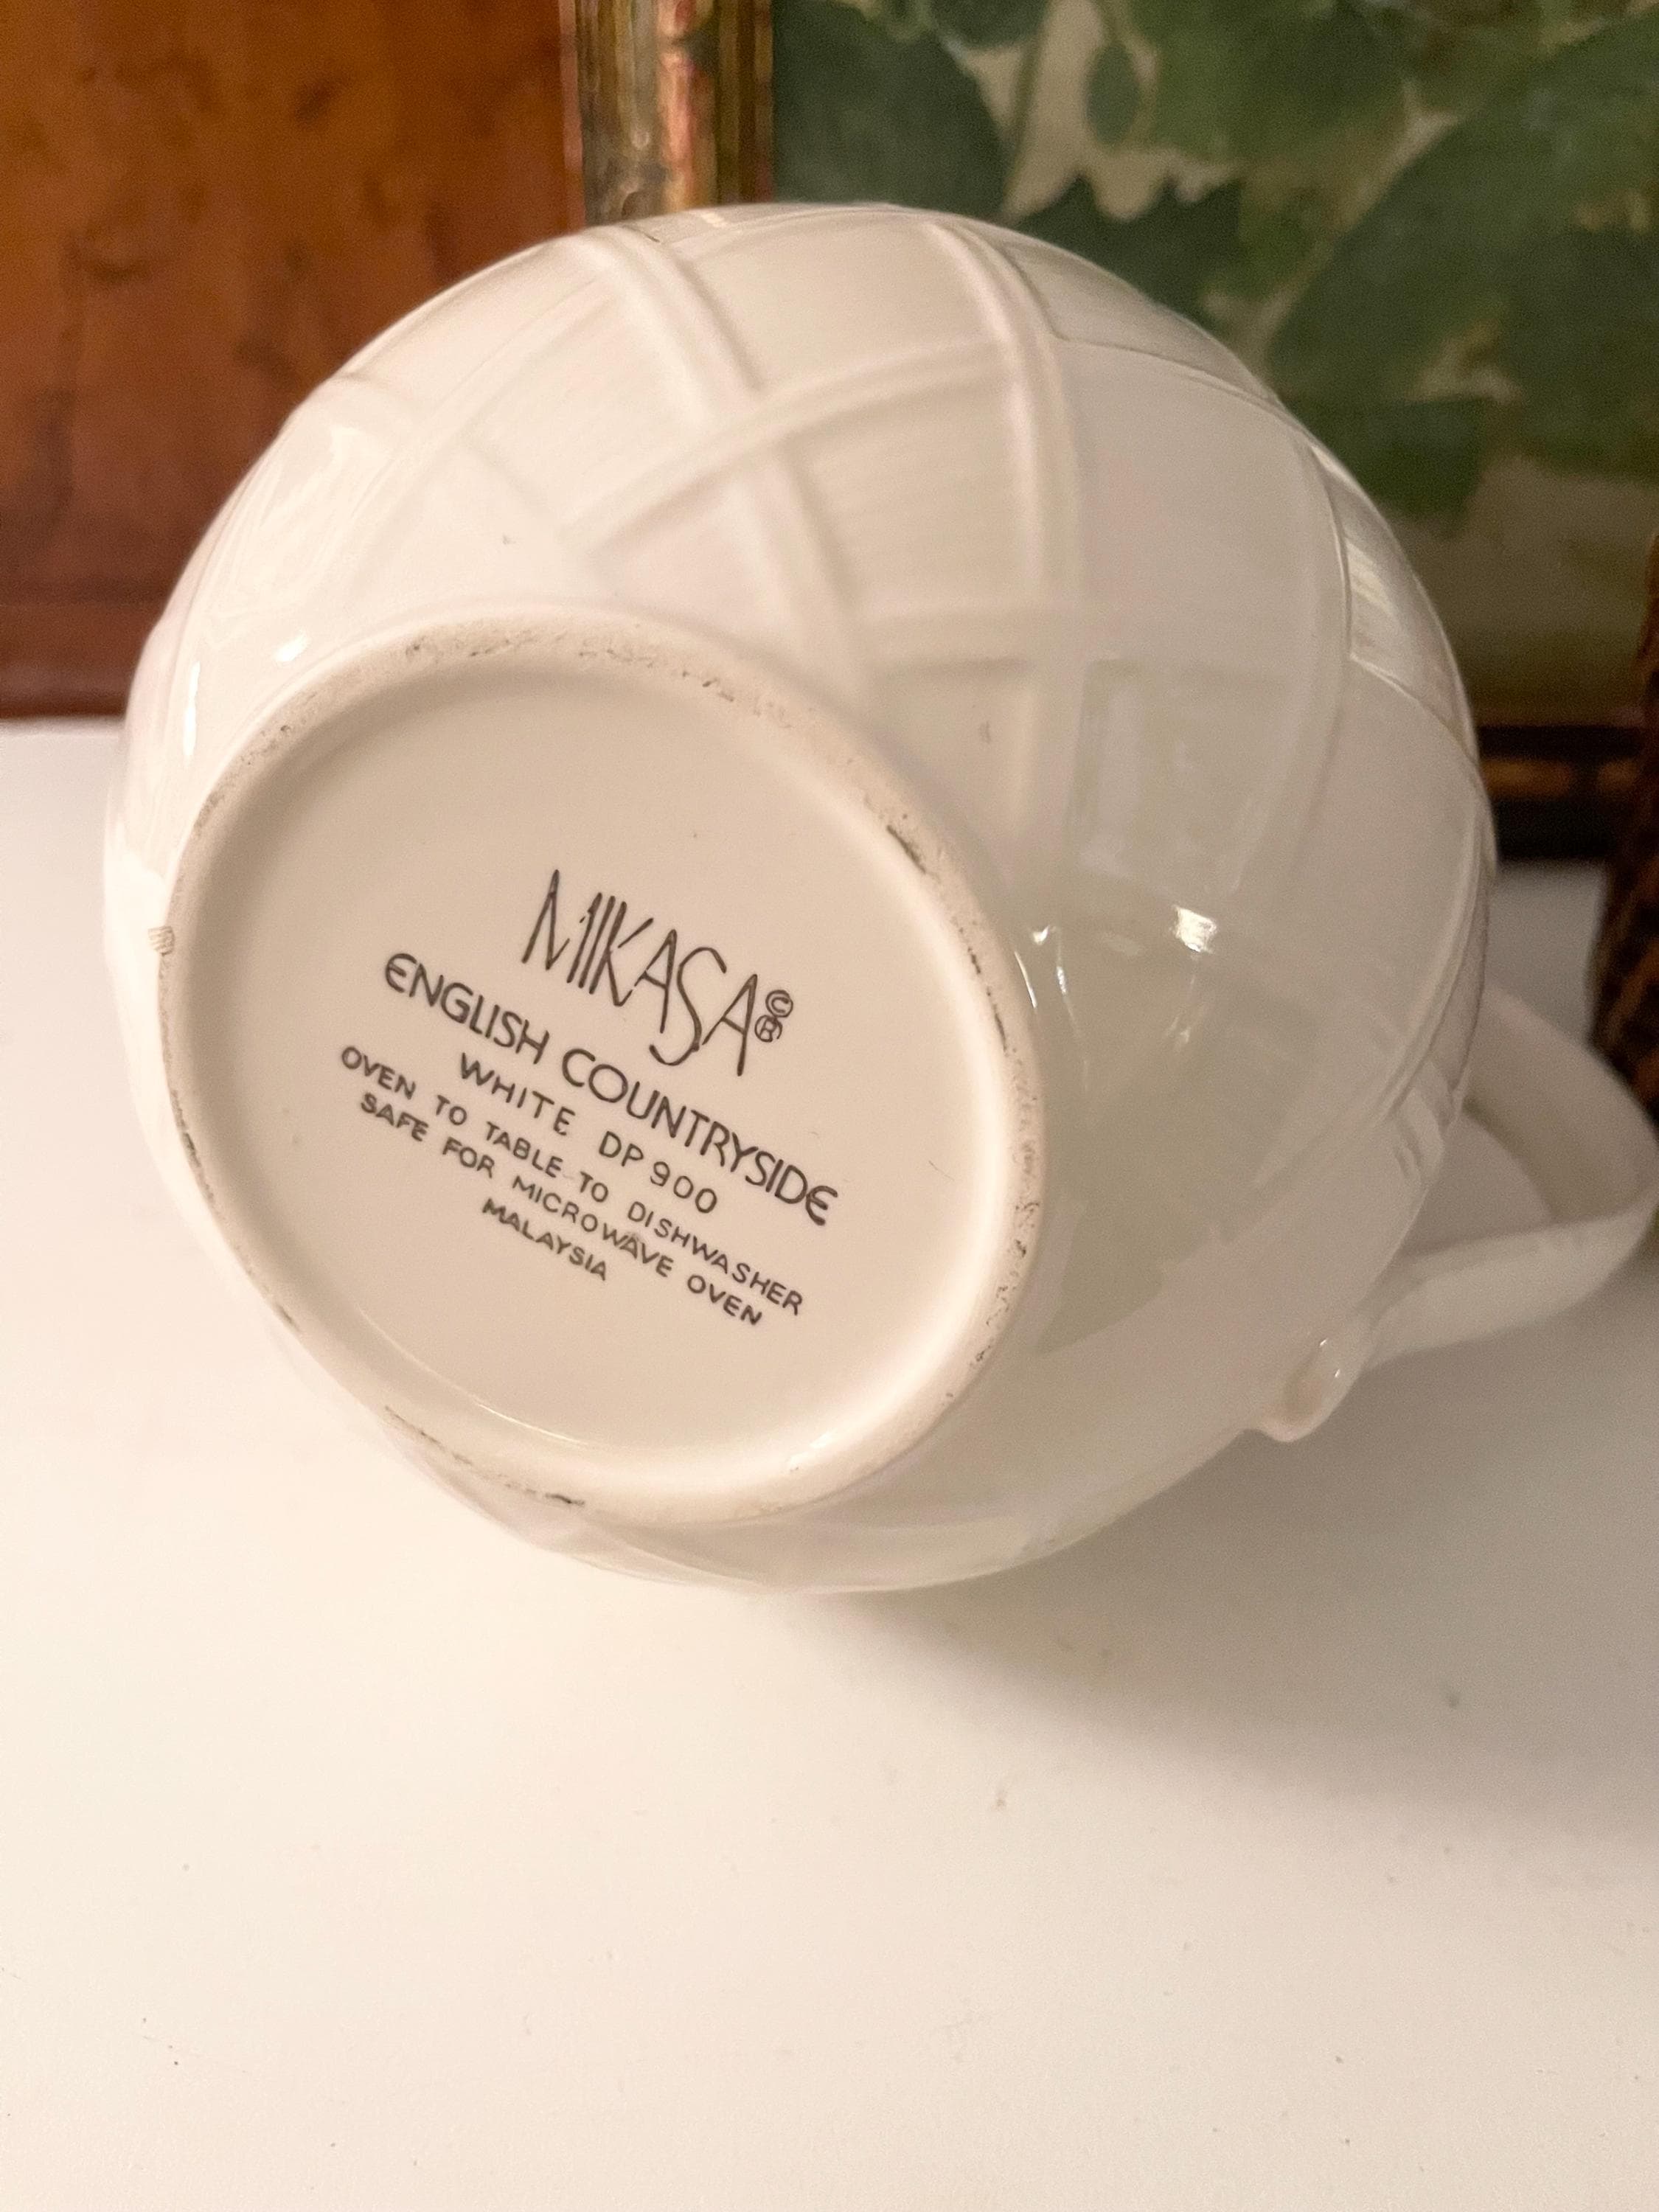 MIKASA © ®
ENGLISH COUNTRYSIDE
WHITE DP 900
OVEN TO TABLE TO DISHWASHER
SAFE FOR MICROWAVE OVEN
MALAYSIA